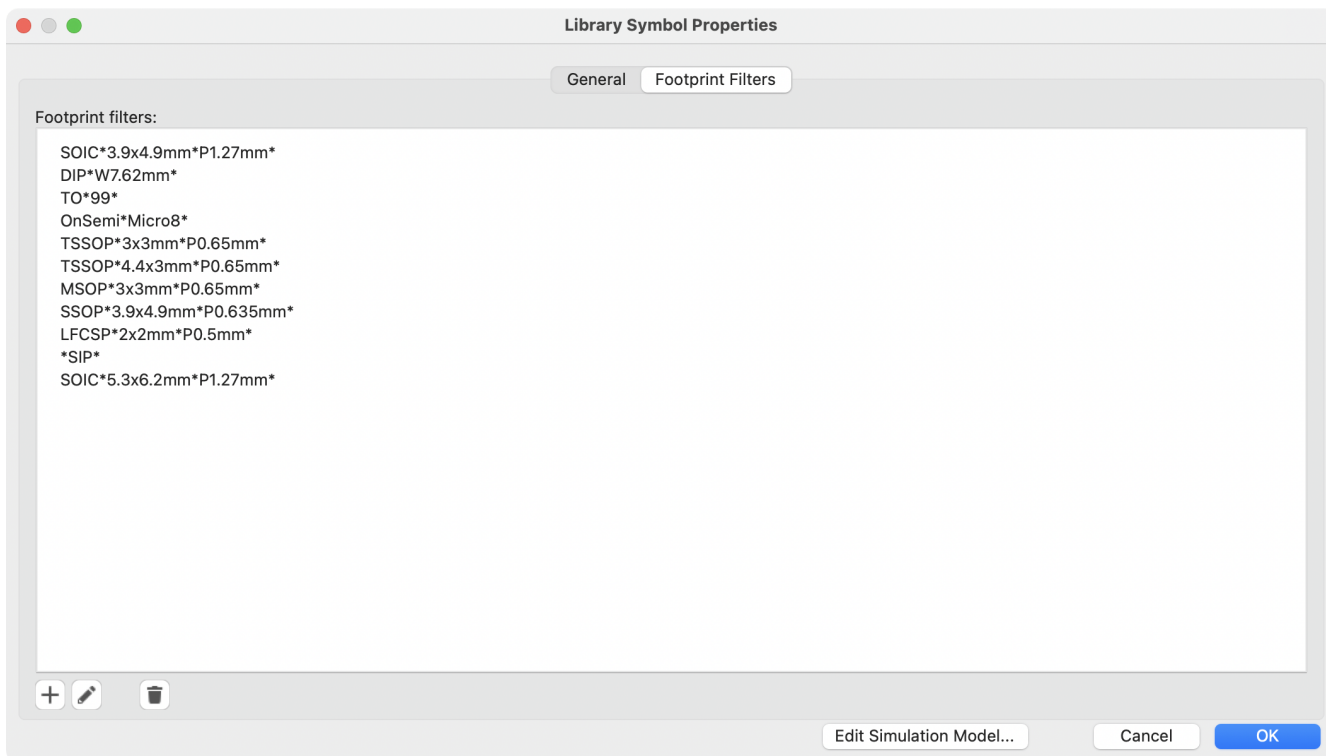 Library Symbol Properties
General
Footprint Filters
Footprint filters:
SOIC*3.9x4.9mm*P1.27mm*
DIP*W7.62mm*
TO*99*
OnSemi*Micro8*
TSSOP*3x3mm*P0.65mm*
TSSOP*4.4x3mm*P0.65mm*
MSOP*3x3mm*P0.65mm*
SSOP*3.9x4.9mm*P0.635mm*
LFCSP*2x2mm*P0.5mm*
*SIP*
SOIC*5.3x6.2mm*P1.27mm*
Edit Simulation Model...
Cancel
OK